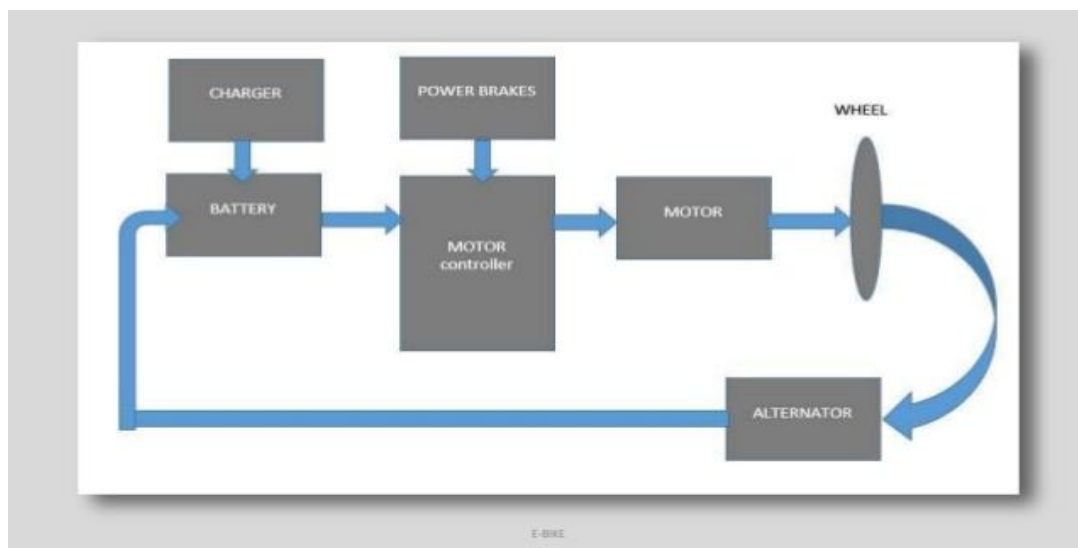 CHARGER
POWER BRAKES
WHEEL
BATTERY
MOTOR
controller
MOTOR
ALTERNATOR
E-BIKE